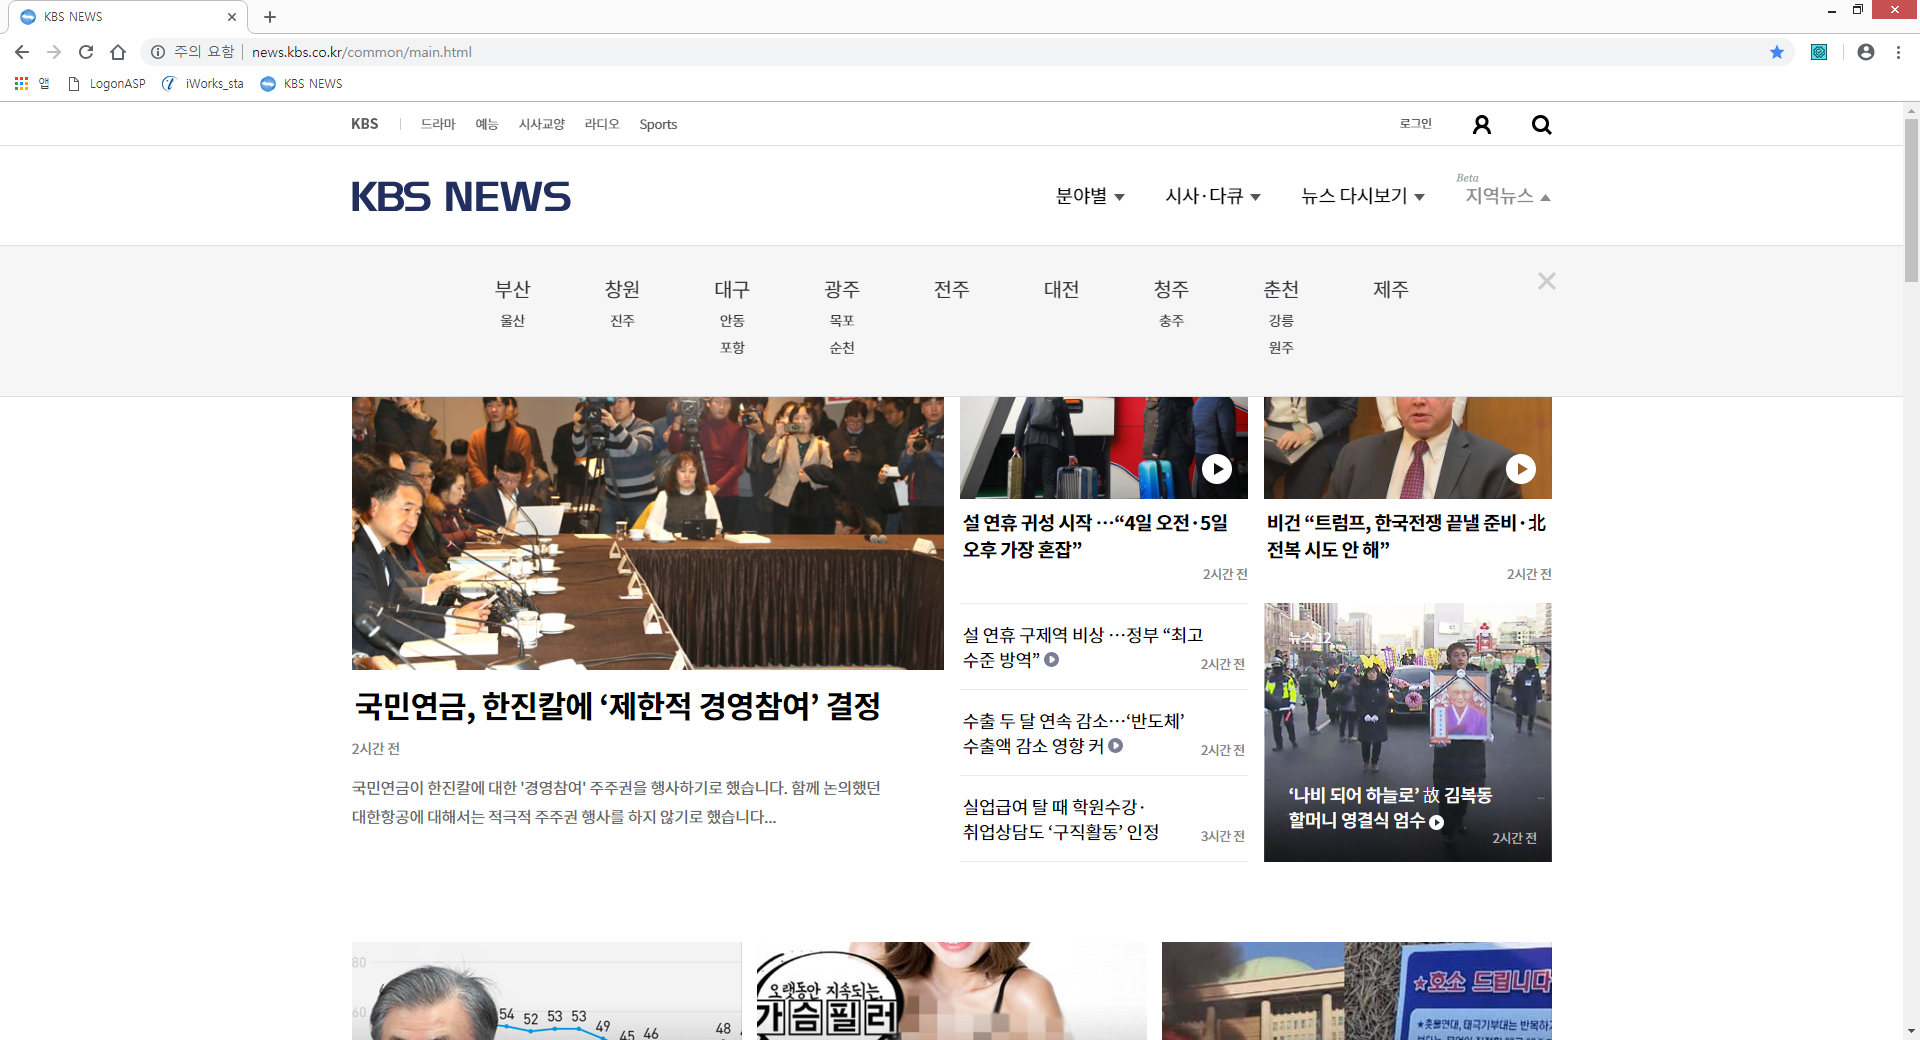 KBS NEWS
주의 요함 | news.kbs.co.kr/common/main.html
앱 LogonASP iWorks_sta KBS NEWS
KBS 드라마 예능 시사교양 라디오 Sports 로그인
KBS NEWS
Beta
분야별 시사·다큐 뉴스 다시보기 지역뉴스
부산 창원 대구 광주 전주 대전 청주 춘천 제주
울산 진주 안동 목포 충주 강릉
포항 순천 원주
국민연금, 한진칼에 ‘제한적 경영참여’ 결정
2시간 전
국민연금이 한진칼에 대한 '경영참여' 주주권을 행사하기로 했습니다. 함께 논의했던
대한항공에 대해서는 적극적 주주권 행사를 하지 않기로 했습니다...
설 연휴 귀성 시작 …“4일 오전·5일
오후 가장 혼잡”
2시간 전
비건 “트럼프, 한국전쟁 끝낼 준비·北
전복 시도 안 해”
2시간 전
설 연휴 구제역 비상 …정부 “최고
수준 방역”
2시간 전
수출 두 달 연속 감소…‘반도체’
수출액 감소 영향 커
2시간 전
실업급여 탈 때 학원수강·
취업상담도 ‘구직활동’ 인정
3시간 전
뉴스 12
‘나비 되어 하늘로’ 故 김복동
할머니 영결식 엄수
2시간 전
80
60
54 52 53 53 49 45 46 48
오랫동안 지속되는,
가슴필러
★호소 드립니다
★촛불연대, 태극기부대는 반목하지